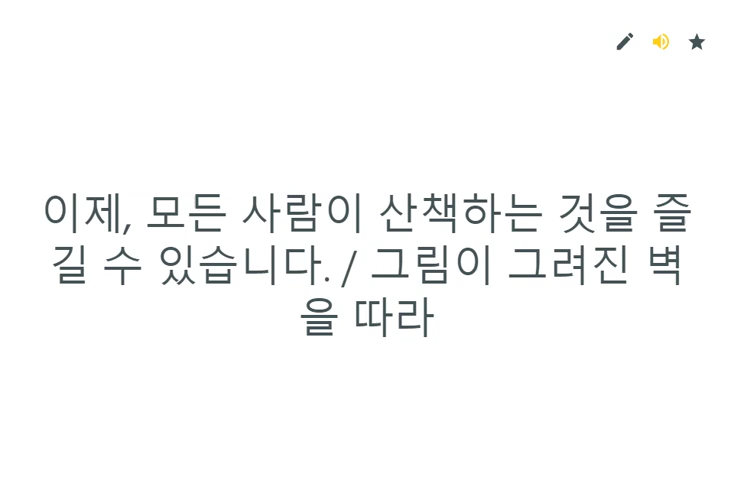 이제, 모든 사람이 산책하는 것을 즐
길 수 있습니다. / 그림이 그려진 벽
을 따라